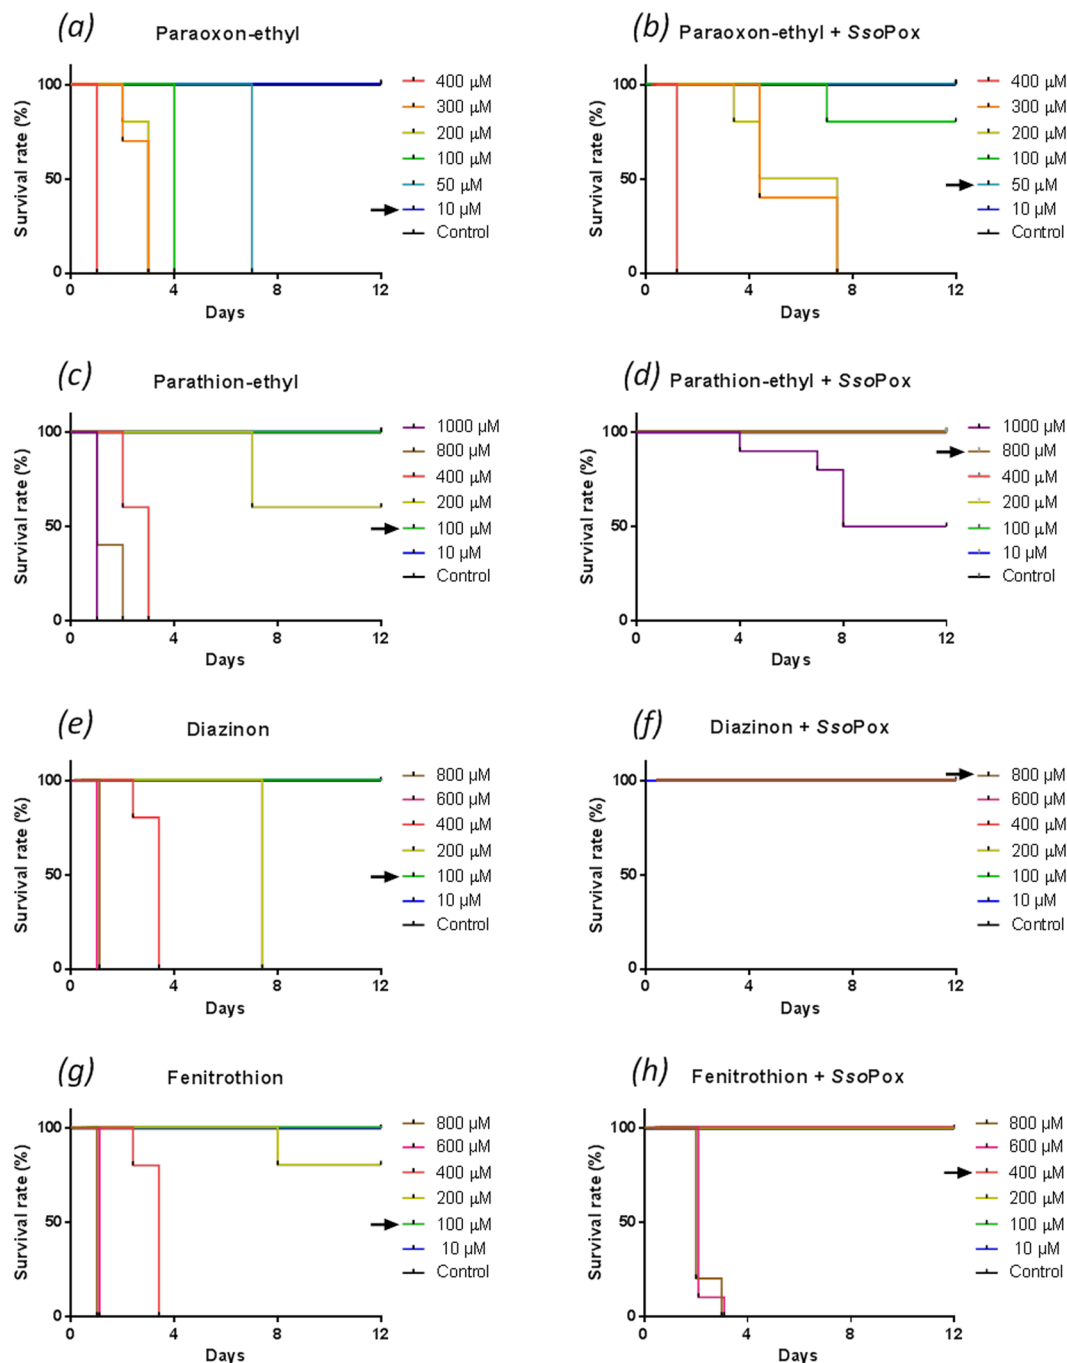 (a) Paraoxon-ethyl
Survival rate (%)
100
50
0
0 4 8 12
Days
400 µM
300 µM
200 µM
100 µM
50 µM
10 µM
Control
(b) Paraoxon-ethyl + SsoPox
Survival rate (%)
100
50
0
0 4 8 12
Days
400 µM
300 µM
200 µM
100 µM
50 µM
10 µM
Control
(c) Parathion-ethyl
Survival rate (%)
100
50
0
0 4 8 12
Days
1000 µM
800 µM
400 µM
200 µM
100 µM
10 µM
Control
(d) Parathion-ethyl + SsoPox
Survival rate (%)
100
50
0
0 4 8 12
Days
1000 µM
800 µM
400 µM
200 µM
100 µM
10 µM
Control
(e) Diazinon
Survival rate (%)
100
50
0
0 4 8 12
Days
800 µM
600 µM
400 µM
200 µM
100 µM
10 µM
Control
(f) Diazinon + SsoPox
Survival rate (%)
100
50
0
0 4 8 12
Days
800 µM
600 µM
400 µM
200 µM
100 µM
10 µM
Control
(g) Fenitrothion
Survival rate (%)
100
50
0
0 4 8 12
Days
800 µM
600 µM
400 µM
200 µM
100 µM
10 µM
Control
(h) Fenitrothion + SsoPox
Survival rate (%)
100
50
0
0 4 8 12
Days
800 µM
600 µM
400 µM
200 µM
100 µM
10 µM
Control